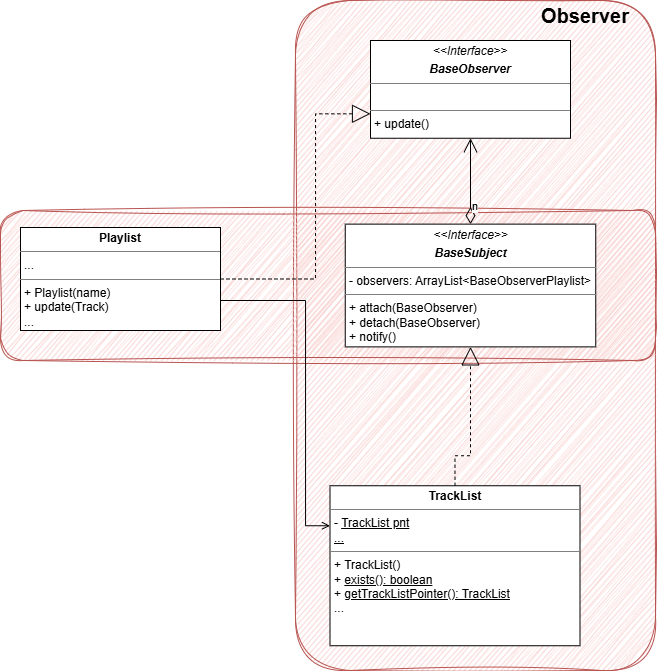 Observer
<<Interface>>
BaseObserver
+ update()
n
Playlist
...
+ Playlist(name)
+ update(Track)
...
<<Interface>>
BaseSubject
- observers: ArrayList<BaseObserverPlaylist>
+ attach(BaseObserver)
+ detach(BaseObserver)
+ notify()
TrackList
- TrackList pnt
...
+ TrackList()
+ exists(): boolean
+ getTrackListPointer(): TrackList
...